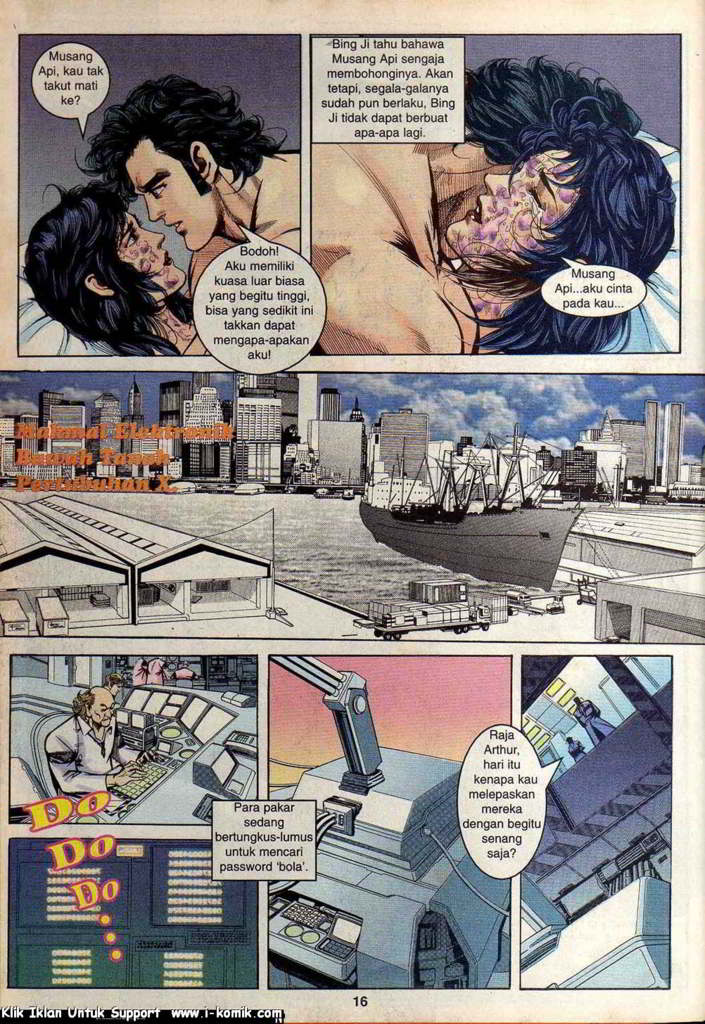 Musang
Api, kau tak
takut mati
ke?
Bodoh!
Aku memiliki
kuasa luar biasa
yang begitu tinggi,
bisa yang sedikit ini
takkan dapat
mengapa-apakan
aku!
Bing Ji tahu bahawa
Musang Api sengaja
membohonginya. Akan
tetapi, segala-galanya
sudah pun berlaku, Bing
Ji tidak dapat berbuat
apa-apa lagi.
Musang
Api...aku cinta
pada kau...
Makmal Elektronik
Bawah Tanah
Pertubuhan X.
Do
Do
Do...
Para pakar
sedang
bertungkus-lumus
untuk mencari
password 'bola'.
Raja
Arthur,
hari itu
kenapa kau
melepaskan
mereka
dengan begitu
senang
saja?
16
Klik Iklan Untuk Support www.i-komik.com